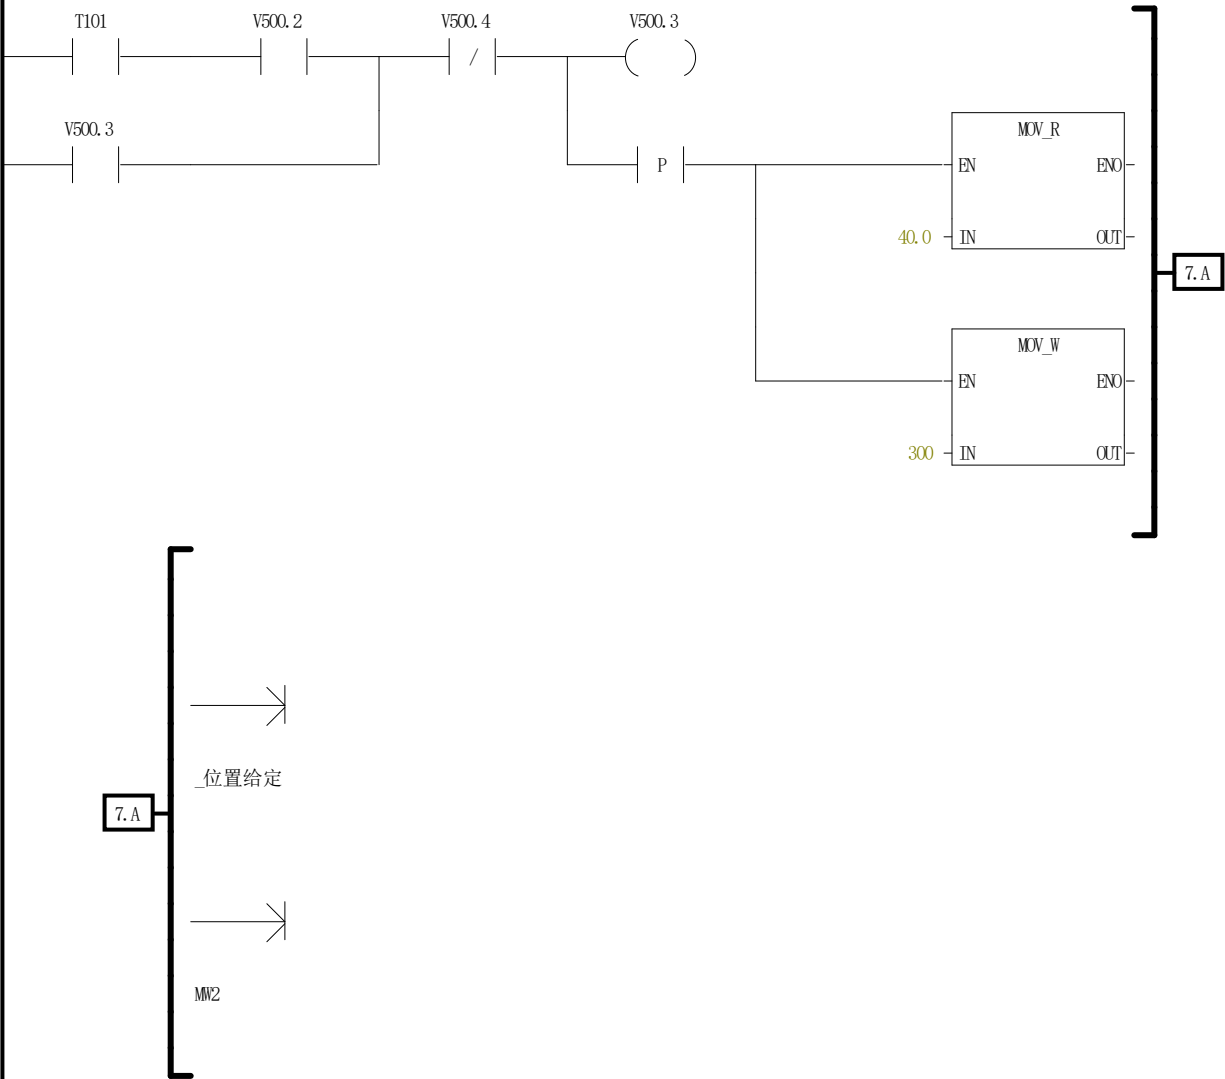 T101 V500.2 V500.4 V500.3
/
V500.3
P
MOV_R
EN ENO
40.0 IN OUT
7.A
MOV_W
EN ENO
300 IN OUT
_位置给定
7.A
MW2